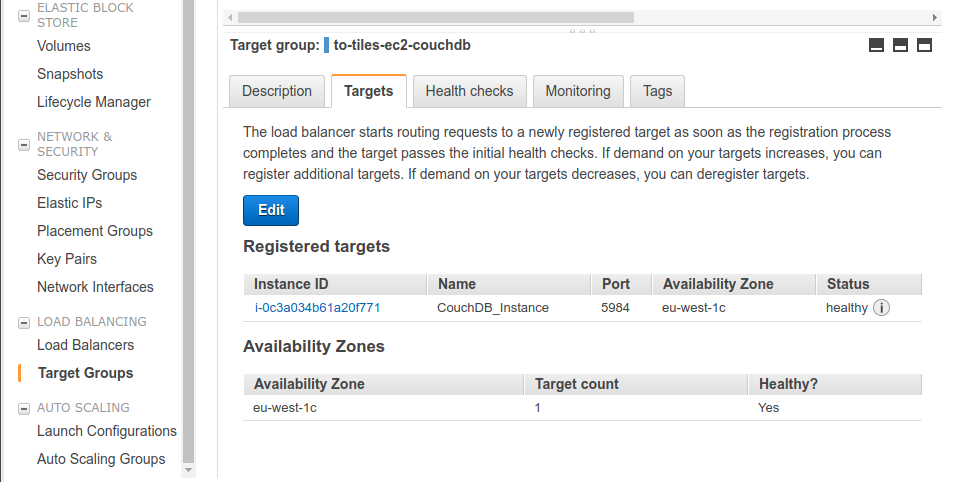 ELASTIC BLOCK
STORE
Volumes
Snapshots
Lifecycle Manager
NETWORK &
SECURITY
Security Groups
Elastic IPs
Placement Groups
Key Pairs
Network Interfaces
LOAD BALANCING
Load Balancers
Target Groups
AUTO SCALING
Launch Configurations
Auto Scaling Groups
Target group: to-tiles-ec2-couchdb
Description Targets Health checks Monitoring Tags
The load balancer starts routing requests to a newly registered target as soon as the registration process
completes and the target passes the initial health checks. If demand on your targets increases, you can
register additional targets. If demand on your targets decreases, you can deregister targets.
Edit
Registered targets
Instance ID Name Port Availability Zone Status
i-0c3a034b61a20f771 CouchDB_Instance 5984 eu-west-1c healthy i
Availability Zones
Availability Zone Target count Healthy?
eu-west-1c 1 Yes